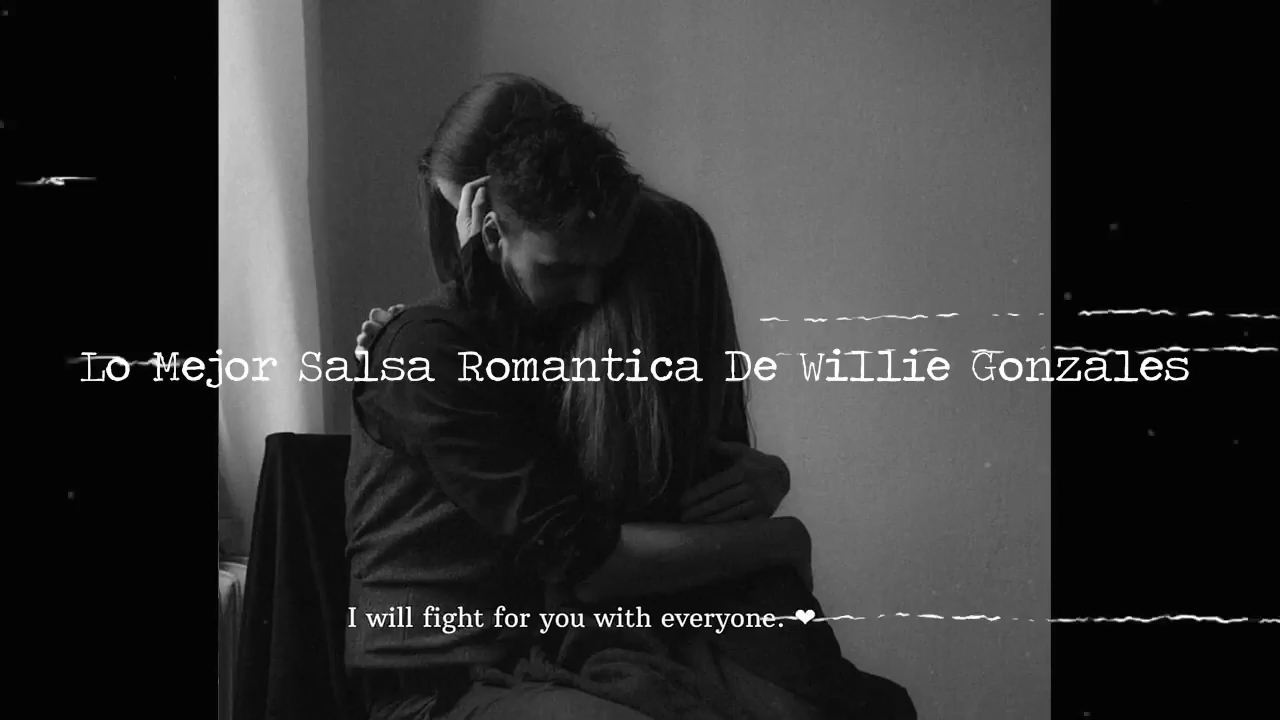 Lo Mejor Salsa Romantica De Willie Gonzales
I will fight for you with everyone. ❤